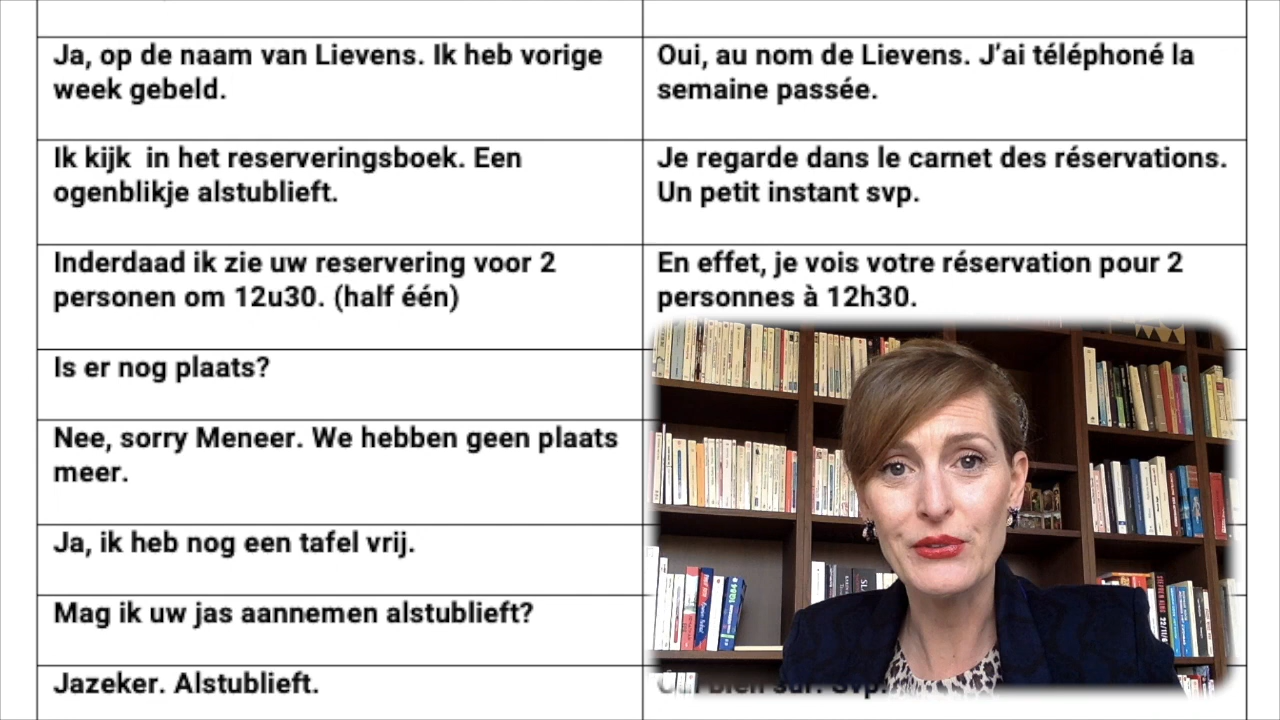 Ja, op de naam van Lievens. Ik heb vorige
week gebeld.
Oui, au nom de Lievens. J'ai téléphoné la
semaine passée.
Ik kijk  in het reserveringsboek. Een
ogenblikje alstublieft.
Je regarde dans le carnet des réservations.
Un petit instant svp.
Inderdaad ik zie uw reservering voor 2
personen om 12u30. (half één)
En effet, je vois votre réservation pour 2
personnes à 12h30.
Is er nog plaats?
Nee, sorry Meneer. We hebben geen plaats
meer.
Ja, ik heb nog een tafel vrij.
Mag ik uw jas aannemen alstublieft?
Jazeker. Alstublieft.
bien sûr. Svp.
1Q84